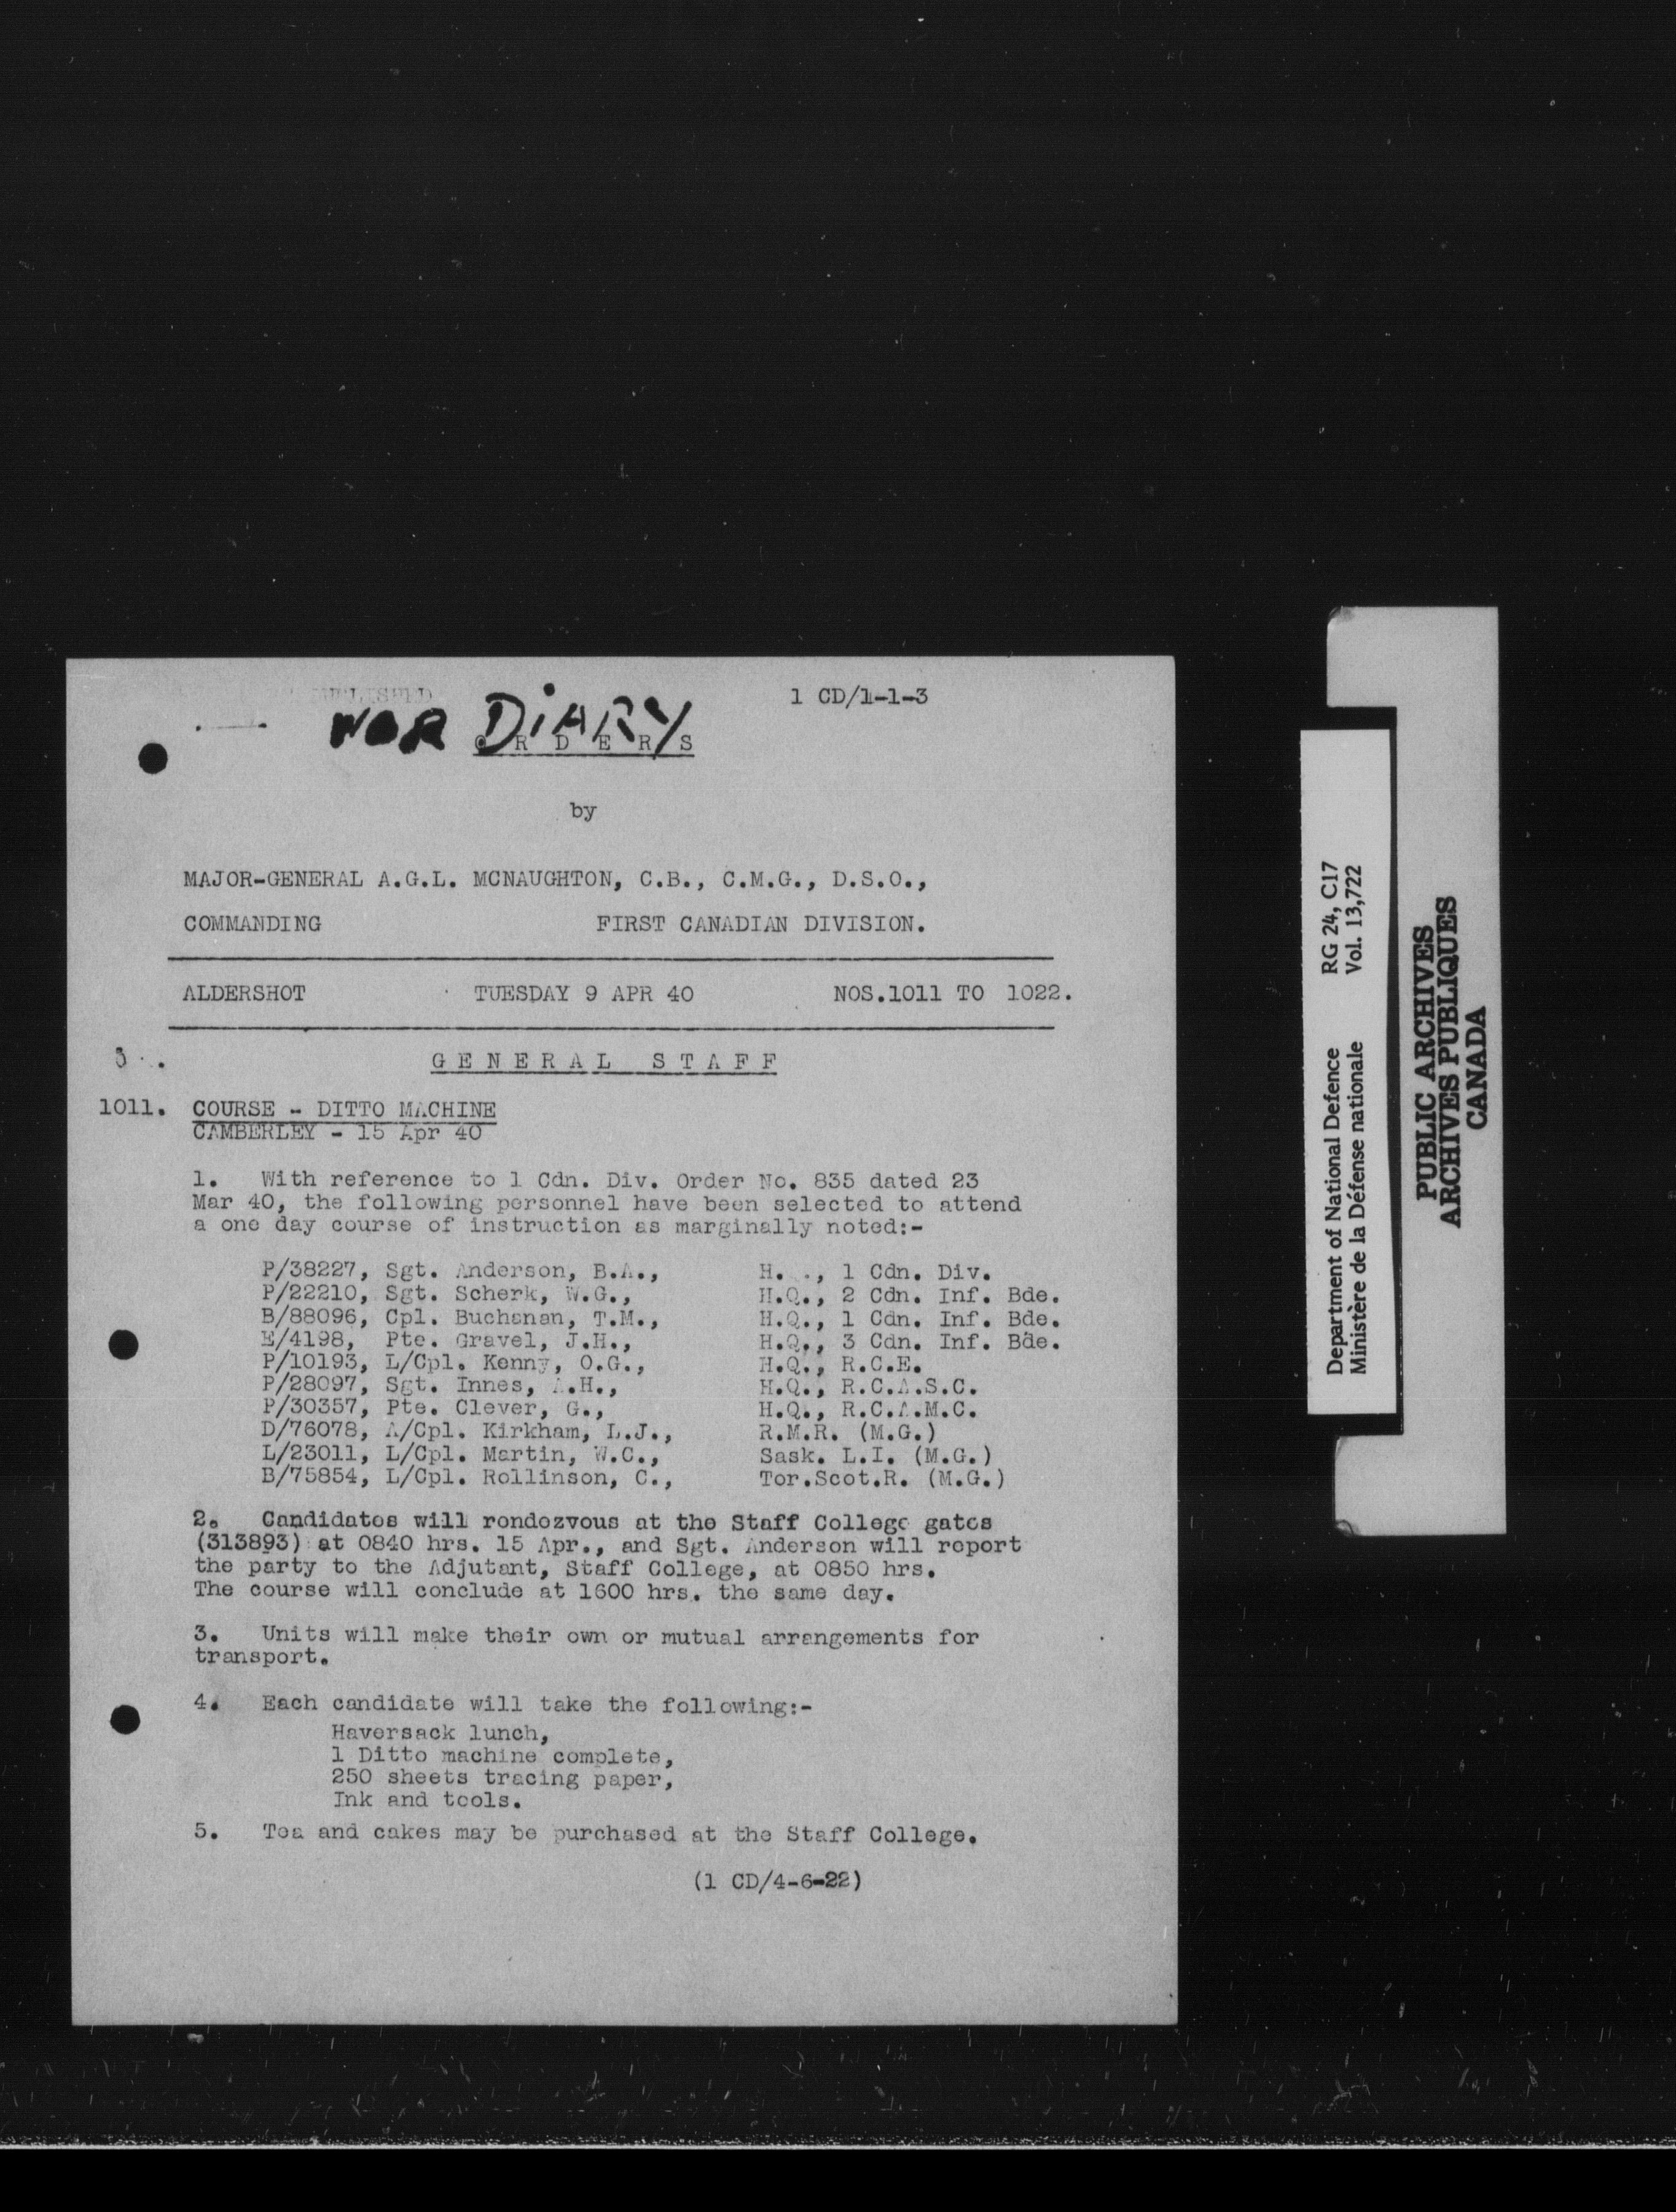 1 CD/1-1-3
WAR DIARY
O R D E R S
by
MAJOR-GENERAL A.G.L. MCNAUGHTON, C.B., C.M.G., D.S.O.,
COMMANDING FIRST CANADIAN DIVISION.
ALDERSHOT TUESDAY 9 APR 40 NOS.1011 TO 1022.
G E N E R A L S T A F F
1011. COURSE - DITTO MACHINE
CAMBERLEY - 15 Apr 40
1. With reference to 1 Cdn. Div. Order No. 835 dated 23
Mar 40, the following personnel have been selected to attend
a one day course of instruction as marginally noted:-
P/38227, Sgt. Anderson, B.A., H. ., 1 Cdn. Div.
P/22210, Sgt. Scherk, W.G., H.Q., 2 Cdn. Inf. Bde.
B/88096, Cpl. Buchanan, T.M., H.Q., 1 Cdn. Inf. Bde.
E/4198, Pte. Gravel, J.H., H.Q., 3 Cdn. Inf. Bde.
P/10193, L/Cpl. Kenny, O.G., H.Q., R.C.E.
P/28097, Sgt. Innes, A.H., H.Q., R.C.A.S.C.
P/30357, Pte. Clever, G., H.Q., R.C.A.M.C.
D/76078, A/Cpl. Kirkham, L.J., R.M.R. (M.G.)
L/23011, L/Cpl. Martin, W.C., Sask. L.I. (M.G.)
B/75854, L/Cpl. Rollinson, C., Tor.Scot.R. (M.G.)
2. Candidates will rendezvous at the Staff College gates
(313893) at 0840 hrs. 15 Apr., and Sgt. Anderson will report
the party to the Adjutant, Staff College, at 0850 hrs.
The course will conclude at 1600 hrs. the same day.
3. Units will make their own or mutual arrangements for
transport.
4. Each candidate will take the following:-
Haversack lunch,
1 Ditto machine complete,
250 sheets tracing paper,
Ink and tools.
5. Tea and cakes may be purchased at the Staff College.
(1 CD/4-6-22)
Department of National Defence RG 24, C17
Ministère de la Défense nationale Vol. 13,722
PUBLIC ARCHIVES
ARCHIVES PUBLIQUES
CANADA